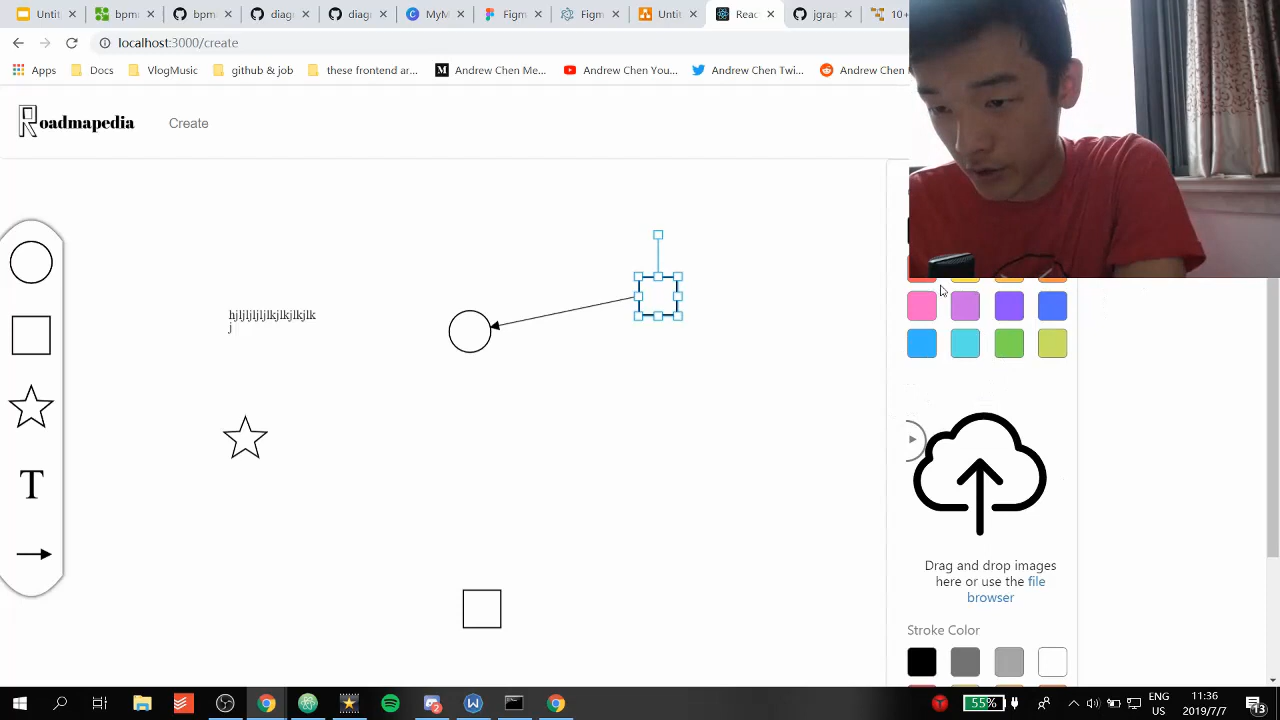 Untit
bpm
digit
diag
MyM
Figm
Figm
Untit
Reac
jgrap
10+
localhost:3000/create
Apps
Docs
VlogMusic
github & job
these frontend ar...
Andrew Chen Me...
Andrew Chen You...
Andrew Chen Twi...
Andrew Chen
Roadmapedia
Create
hjljljljljlkjlkjlkjlk
j
T
Drag and drop images
here or use the file
browser
Stroke Color
55%
ENG
US
11:36
2019/7/7
13